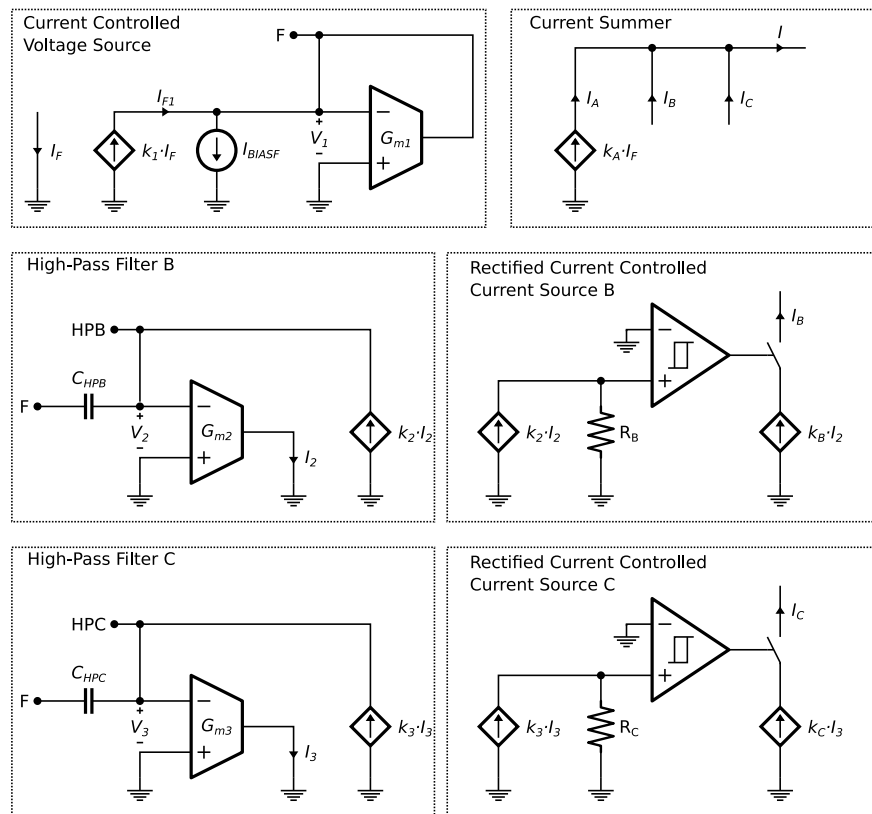 Current Controlled
Voltage Source
F
I_F1
I_F
k_1·I_F
I_BIASF
+
V_1
−
−
G_m1
+
Current Summer
I
I_A
I_B
I_C
k_A·I_F
High-Pass Filter B
HPB
C_HPB
F
+
V_2
−
−
G_m2
+
I_2
k_2·I_2
Rectified Current Controlled
Current Source B
−
+
I_B
k_2·I_2
R_B
k_B·I_2
High-Pass Filter C
HPC
C_HPC
F
+
V_3
−
−
G_m3
+
I_3
k_3·I_3
Rectified Current Controlled
Current Source C
−
+
I_C
k_3·I_3
R_C
k_C·I_3